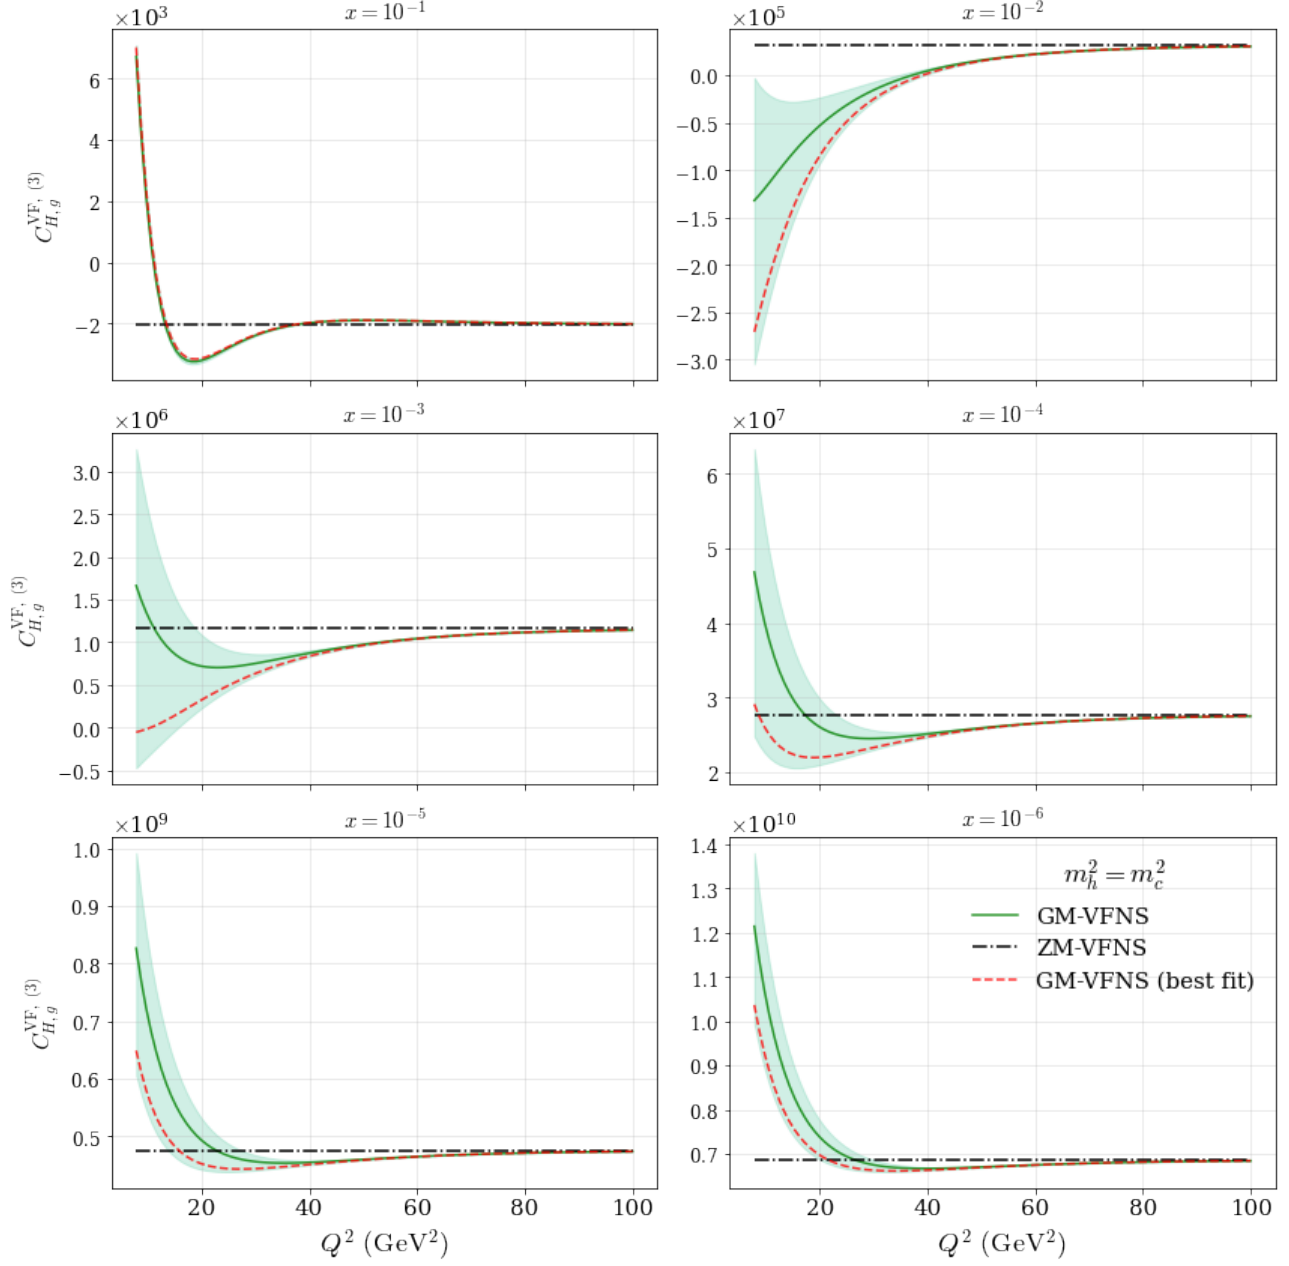 ×10³ x = 10⁻¹
6
4
2
0
−2
C_{H,g}^{VF, (3)}
×10⁵ x = 10⁻²
0.0
−0.5
−1.0
−1.5
−2.0
−2.5
−3.0
×10⁶ x = 10⁻³
3.0
2.5
2.0
1.5
1.0
0.5
0.0
−0.5
C_{H,g}^{VF, (3)}
×10⁷ x = 10⁻⁴
6
5
4
3
2
×10⁹ x = 10⁻⁵
1.0
0.9
0.8
0.7
0.6
0.5
C_{H,g}^{VF, (3)}
20 40 60 80 100
Q² (GeV²)
×10¹⁰ x = 10⁻⁶
1.4
1.3
1.2
1.1
1.0
0.9
0.8
0.7
m_h² = m_c²
GM-VFNS
ZM-VFNS
GM-VFNS (best fit)
20 40 60 80 100
Q² (GeV²)